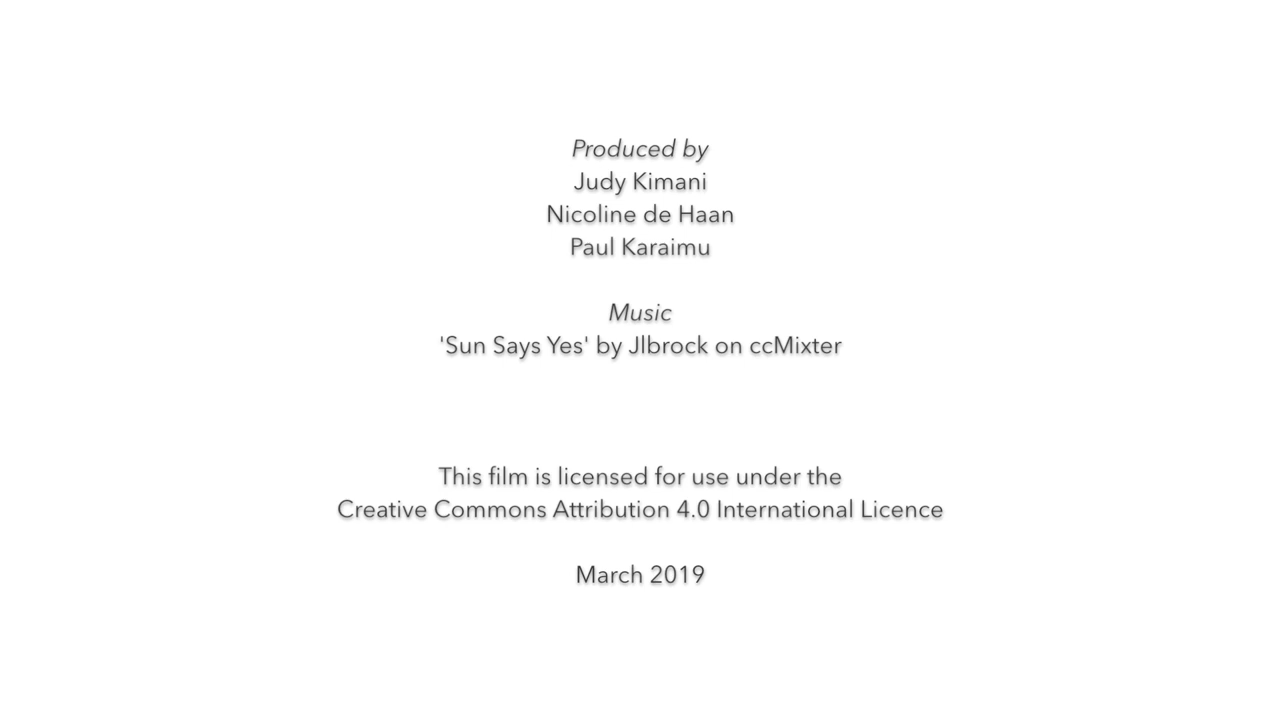 Produced by
Judy Kimani
Nicoline de Haan
Paul Karaimu
Music
'Sun Says Yes' by Jlbrock on ccMixter
This film is licensed for use under the
Creative Commons Attribution 4.0 International Licence
March 2019